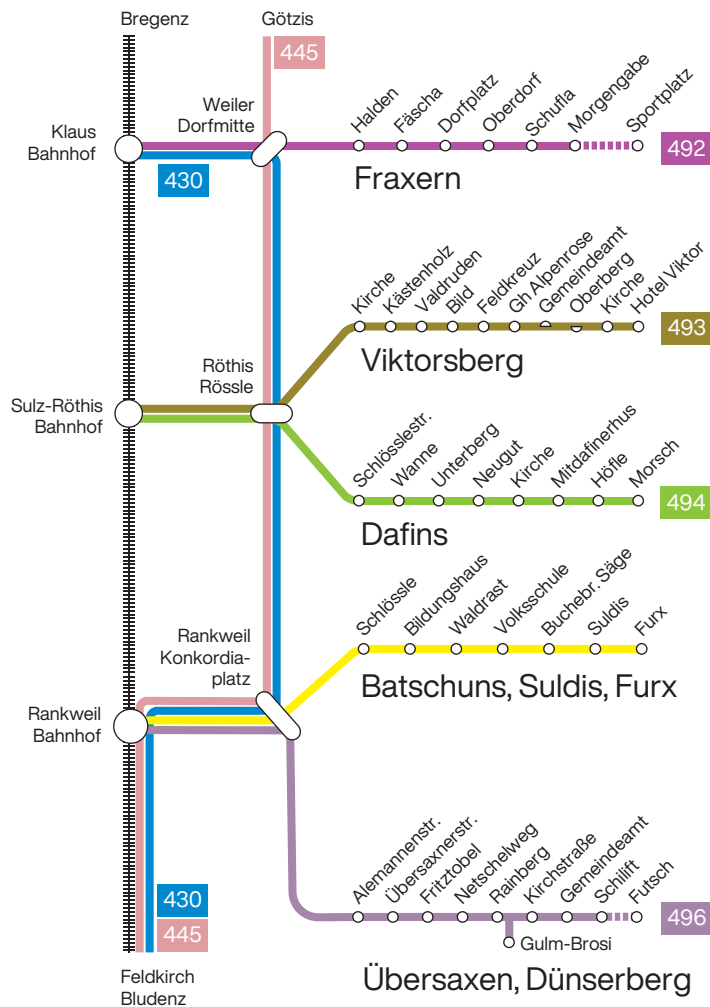 Bregenz
Götzis
445
Weiler
Dorfmitte
Klaus
Bahnhof
430
Halden
Fäscha
Dorfplatz
Oberdorf
Schufla
Morgengabe
Sportplatz
492
Fraxern
Kirche
Kästenholz
Valdruden
Bild
Feldkreuz
Gh Alpenrose
Gemeindeamt
Oberberg
Kirche
Hotel Viktor
493
Viktorsberg
Röthis
Rössle
Sulz-Röthis
Bahnhof
Schlösslestr.
Wanne
Unterberg
Neugut
Kirche
Mitdafinerhus
Höfle
Morsch
494
Dafins
Rankweil
Konkordia-
platz
Schlössle
Bildungshaus
Waldrast
Volksschule
Buchebr. Säge
Suldis
Furx
Batschuns, Suldis, Furx
Rankweil
Bahnhof
Alemannenstr.
Übersaxnerstr.
Fritztobel
Netschelweg
Rainberg
Kirchstraße
Gemeindeamt
Schilift
Futsch
496
Gulm-Brosi
Übersaxen, Dünserberg
430
445
Feldkirch
Bludenz